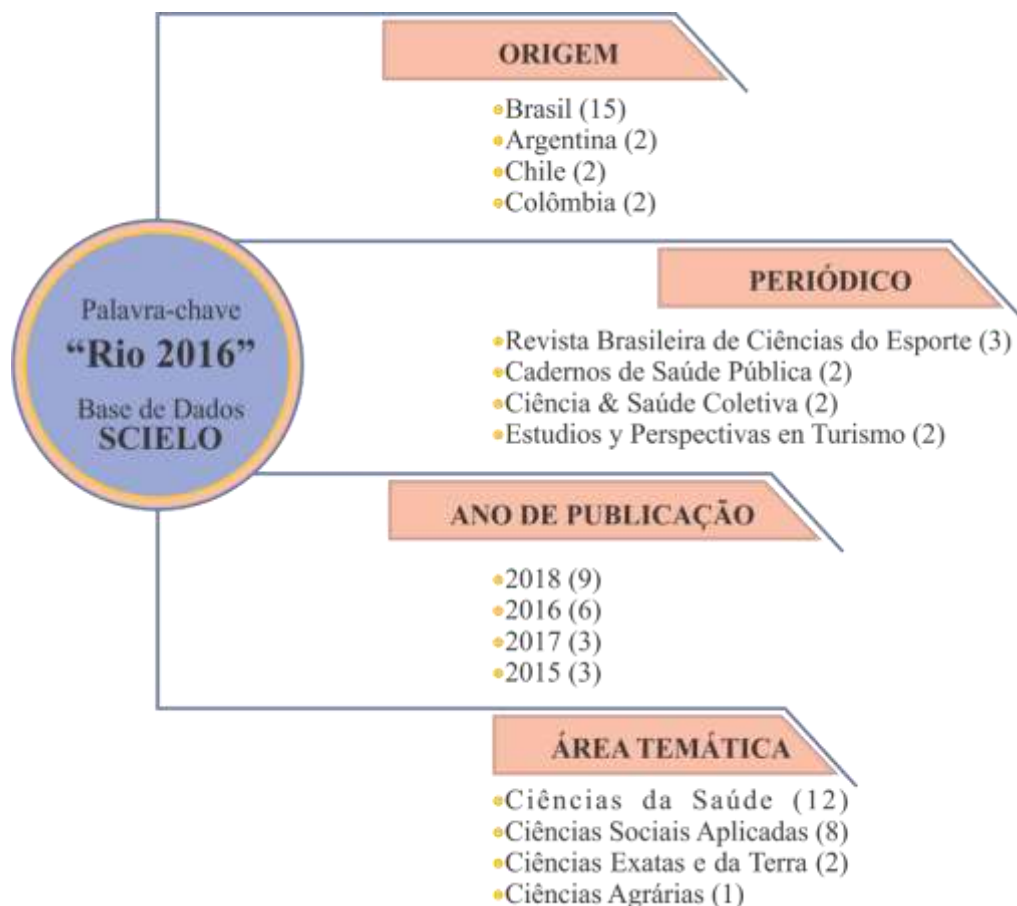 ORIGEM
Brasil (15)
Argentina (2)
Chile (2)
Colômbia (2)
Palavra-chave
“Rio 2016”
Base de Dados
SCIELO
PERIÓDICO
Revista Brasileira de Ciências do Esporte (3)
Cadernos de Saúde Pública (2)
Ciência & Saúde Coletiva (2)
Estudios y Perspectivas en Turismo (2)
ANO DE PUBLICAÇÃO
2018 (9)
2016 (6)
2017 (3)
2015 (3)
ÁREA TEMÁTICA
Ciências da Saúde (12)
Ciências Sociais Aplicadas (8)
Ciências Exatas e da Terra (2)
Ciências Agrárias (1)